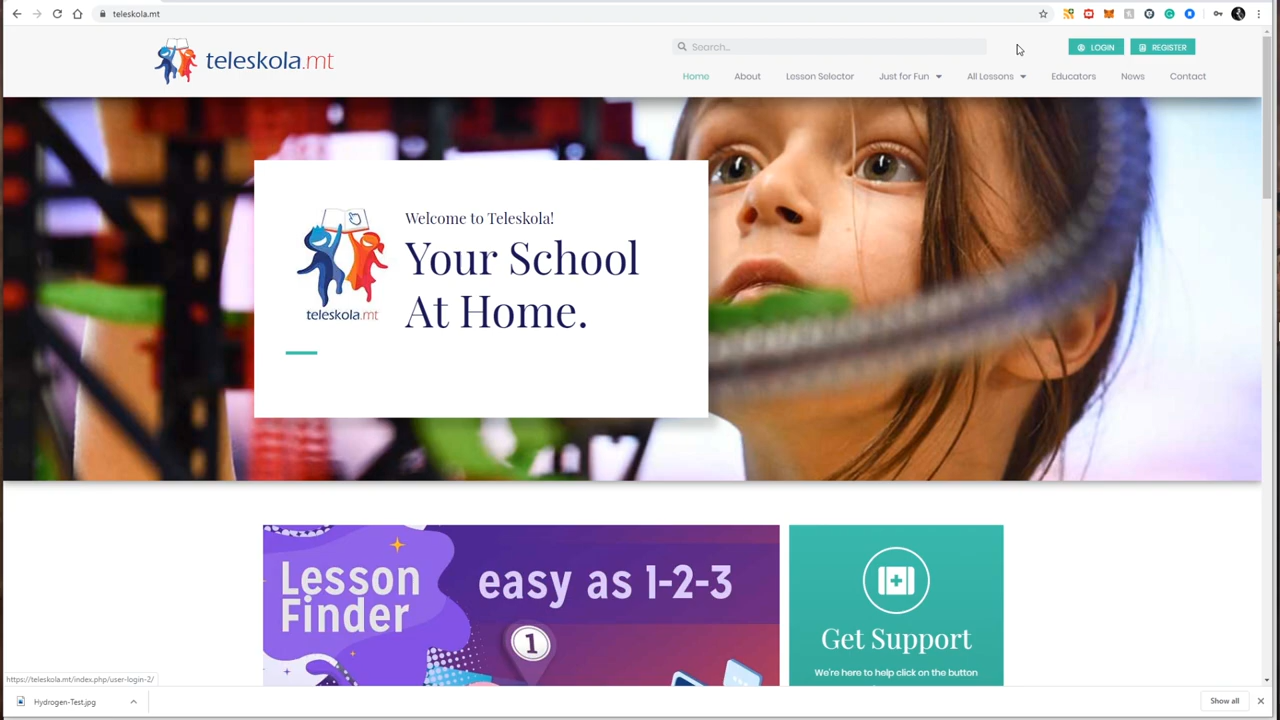 teleskola.mt
teleskola.mt
Search...
LOGIN
REGISTER
Home
About
Lesson Selector
Just for Fun
All Lessons
Educators
News
Contact
Welcome to Teleskola!
Your School
At Home.
teleskola.mt
Lesson
Finder
easy as 1-2-3
1
Get Support
We're here to help click on the button
https://teleskola.mt/index.php/user-login-2/
Hydrogen-Test.jpg
Show all